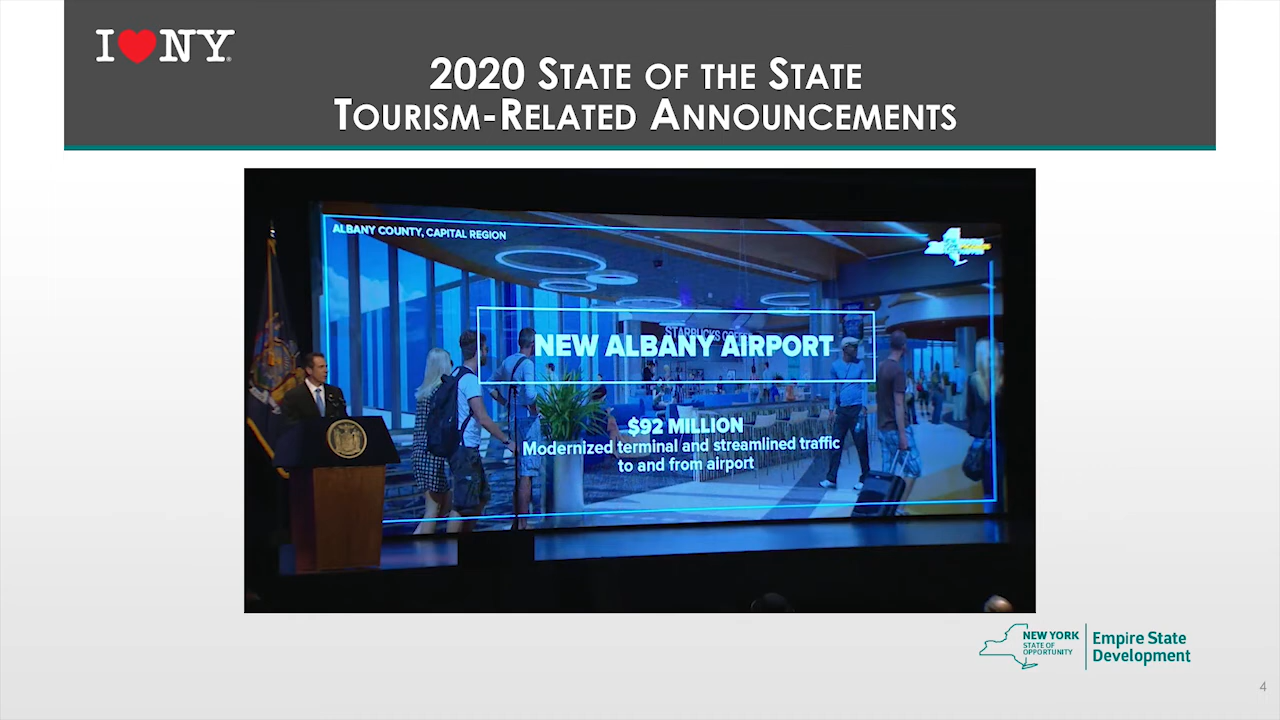 I NY
2020 State of the State
Tourism-Related Announcements
ALBANY COUNTY, CAPITAL REGION
STARBUCKS
NEW ALBANY AIRPORT
$92 MILLION
Modernized terminal and streamlined traffic
to and from airport
NEW YORK
STATE OF
OPPORTUNITY
Empire State
Development
4